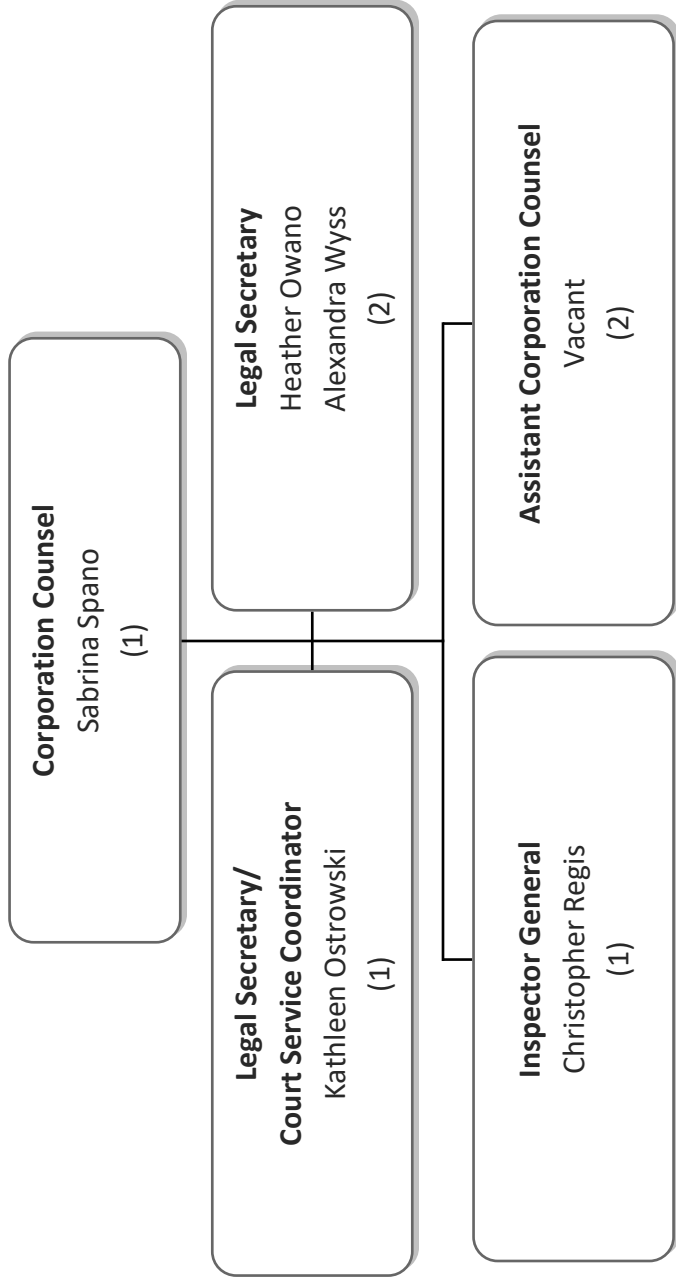 Corporation Counsel
Sabrina Spano
(1)
Legal Secretary/
Court Service Coordinator
Kathleen Ostrowski
(1)
Legal Secretary
Heather Owano
Alexandra Wyss
(2)
Inspector General
Christopher Regis
(1)
Assistant Corporation Counsel
Vacant
(2)